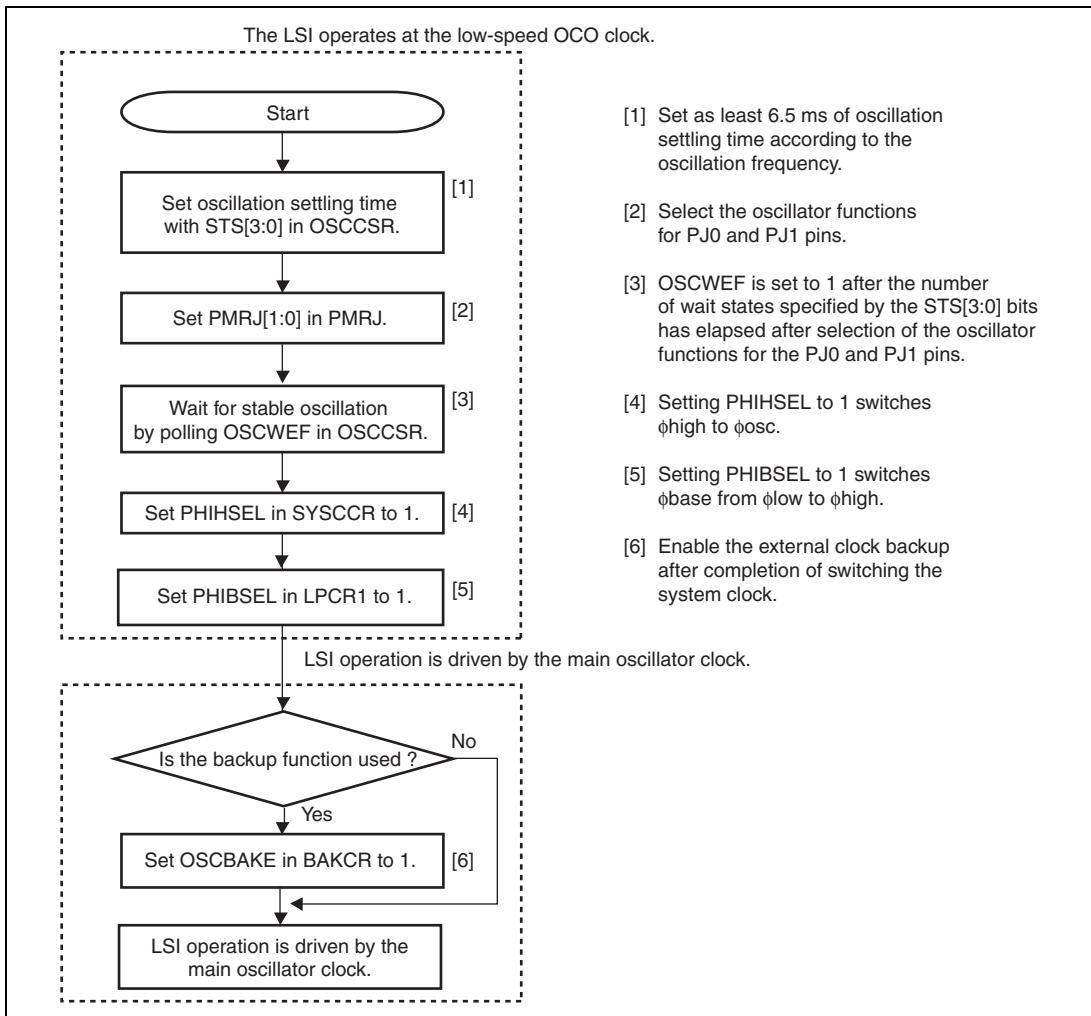 The LSI operates at the low-speed OCO clock.
Start
Set oscillation settling time
with STS[3:0] in OSCCSR.
[1]
Set PMRJ[1:0] in PMRJ.
[2]
Wait for stable oscillation
by polling OSCWEF in OSCCSR.
[3]
Set PHIHSEL in SYSCCR to 1.
[4]
Set PHIBSEL in LPCR1 to 1.
[5]
[1] Set as least 6.5 ms of oscillation
settling time according to the
oscillation frequency.
[2] Select the oscillator functions
for PJ0 and PJ1 pins.
[3] OSCWEF is set to 1 after the number
of wait states specified by the STS[3:0] bits
has elapsed after selection of the oscillator
functions for the PJ0 and PJ1 pins.
[4] Setting PHIHSEL to 1 switches
ϕhigh to ϕosc.
[5] Setting PHIBSEL to 1 switches
ϕbase from ϕlow to ϕhigh.
[6] Enable the external clock backup
after completion of switching the
system clock.
LSI operation is driven by the main oscillator clock.
Is the backup function used ?
No
Yes
Set OSCBAKE in BAKCR to 1.
[6]
LSI operation is driven by the
main oscillator clock.